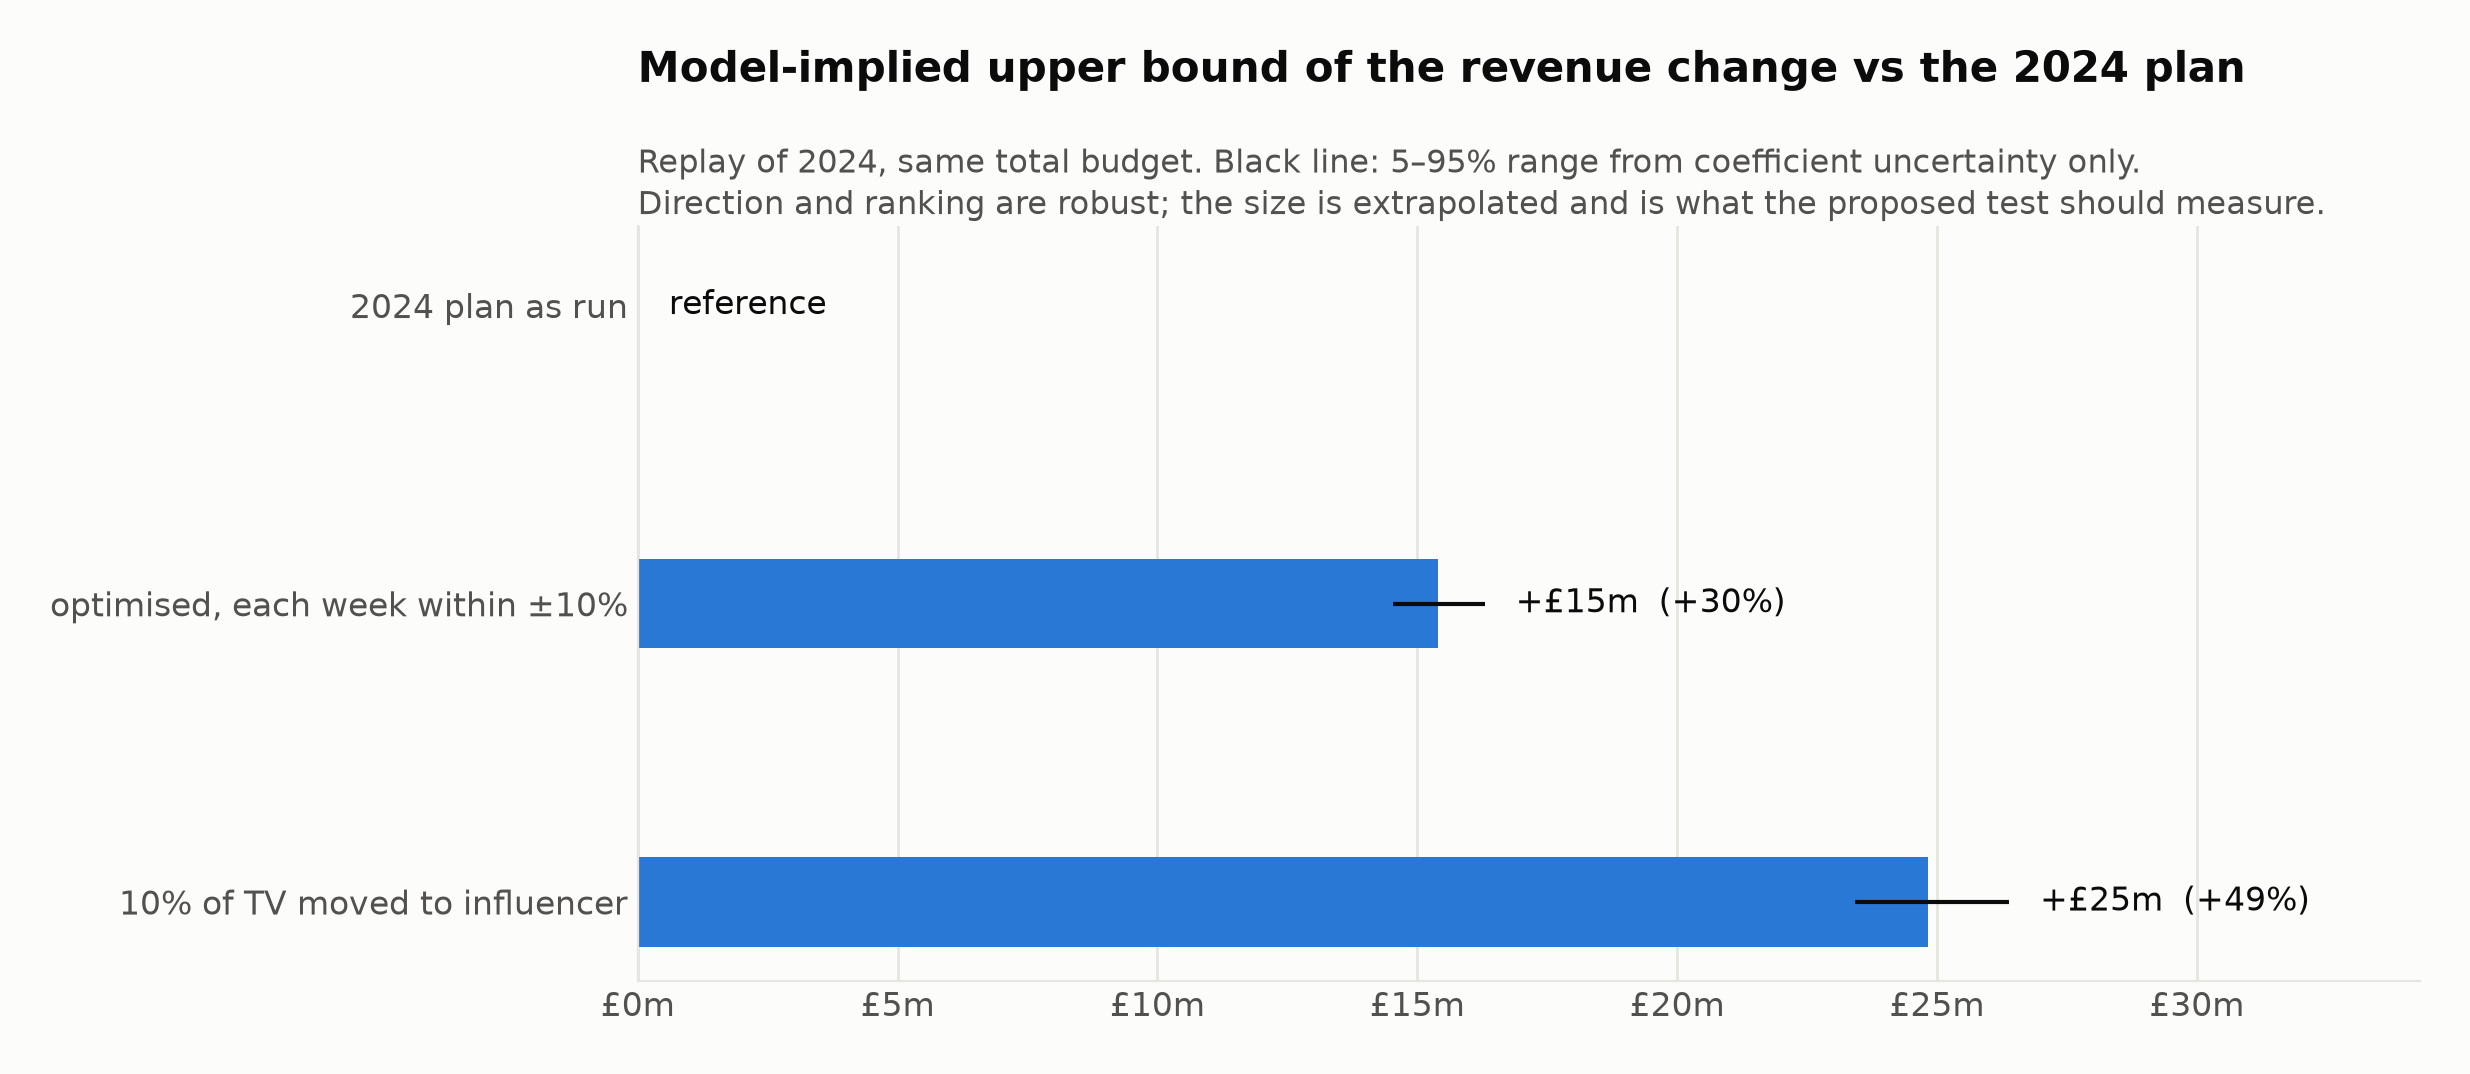 Model-implied upper bound of the revenue change vs the 2024 plan
Replay of 2024, same total budget. Black line: 5–95% range from coefficient uncertainty only.
Direction and ranking are robust; the size is extrapolated and is what the proposed test should measure.
2024 plan as run
reference
optimised, each week within ±10%
+£15m (+30%)
10% of TV moved to influencer
+£25m (+49%)
£0m
£5m
£10m
£15m
£20m
£25m
£30m